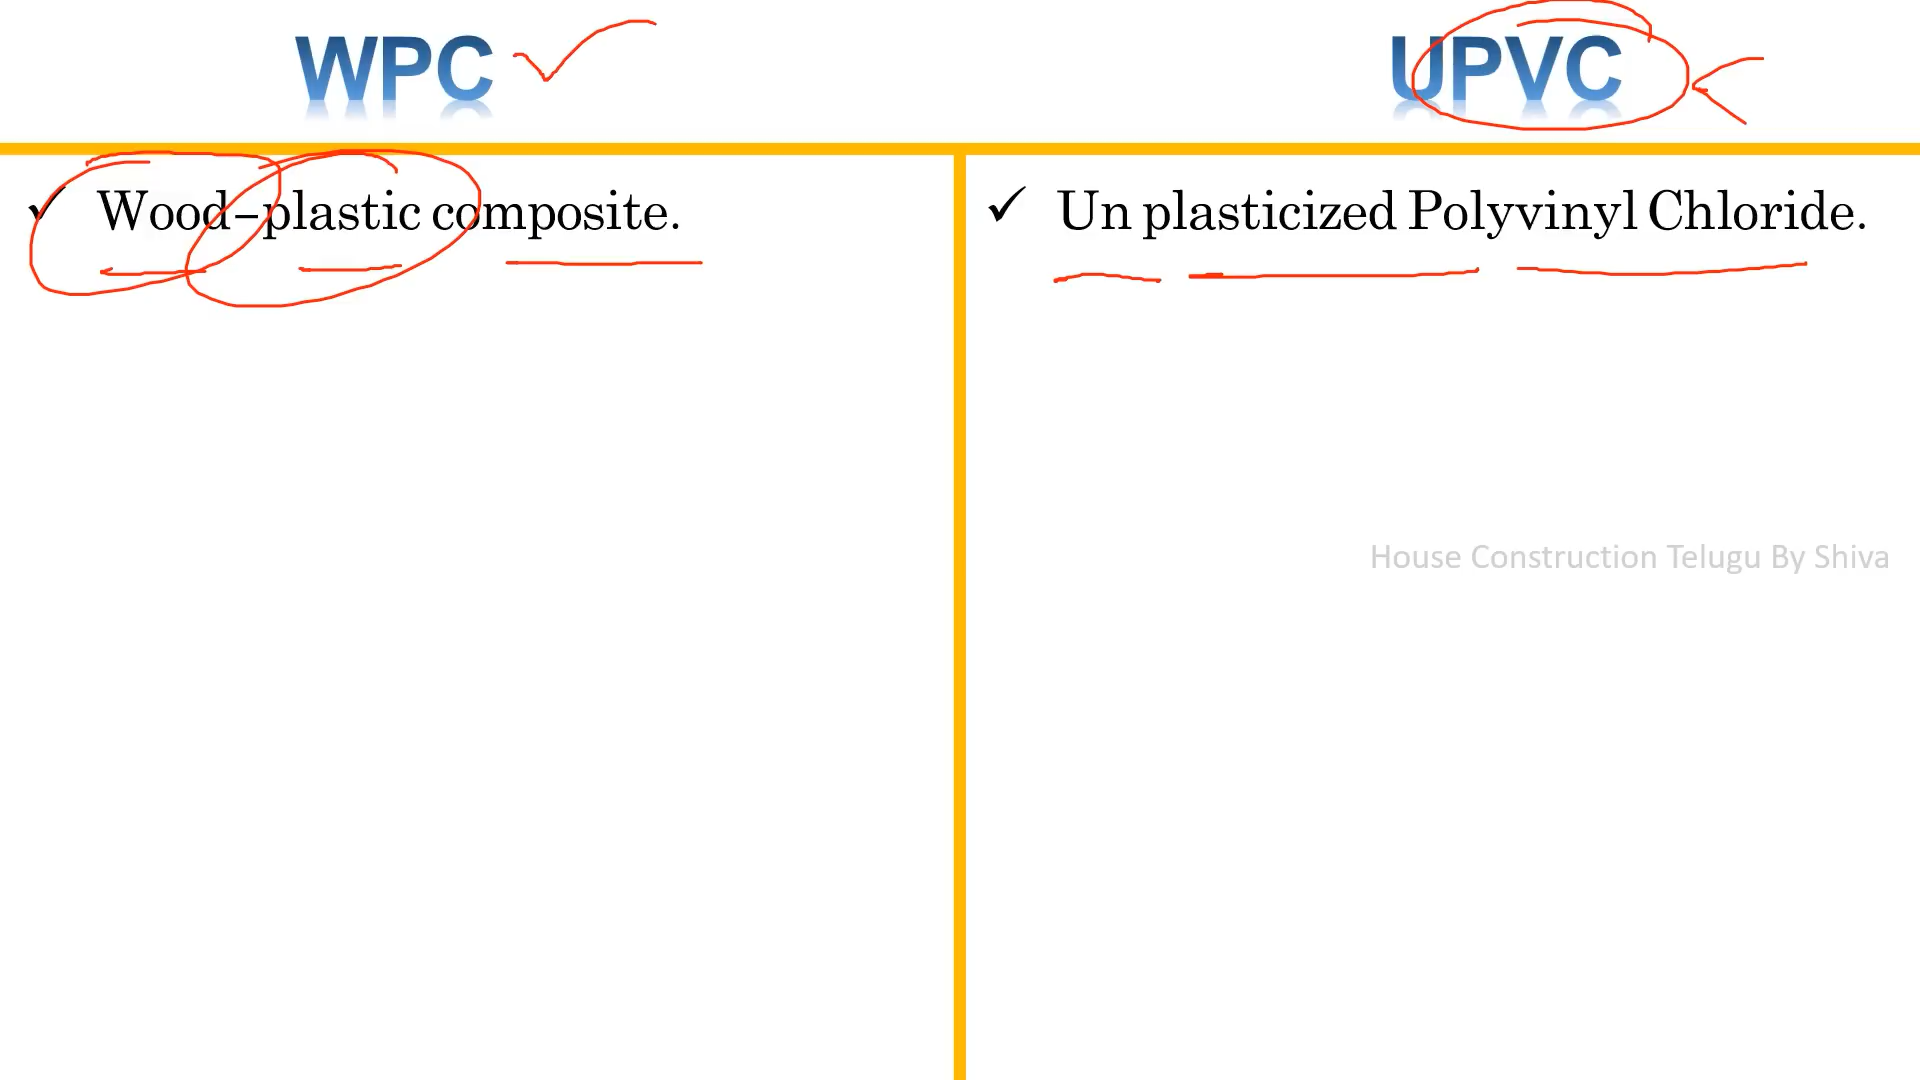 WPC
UPVC
Wood-plastic composite.
Un plasticized Polyvinyl Chloride.
House Construction Telugu By Shiva